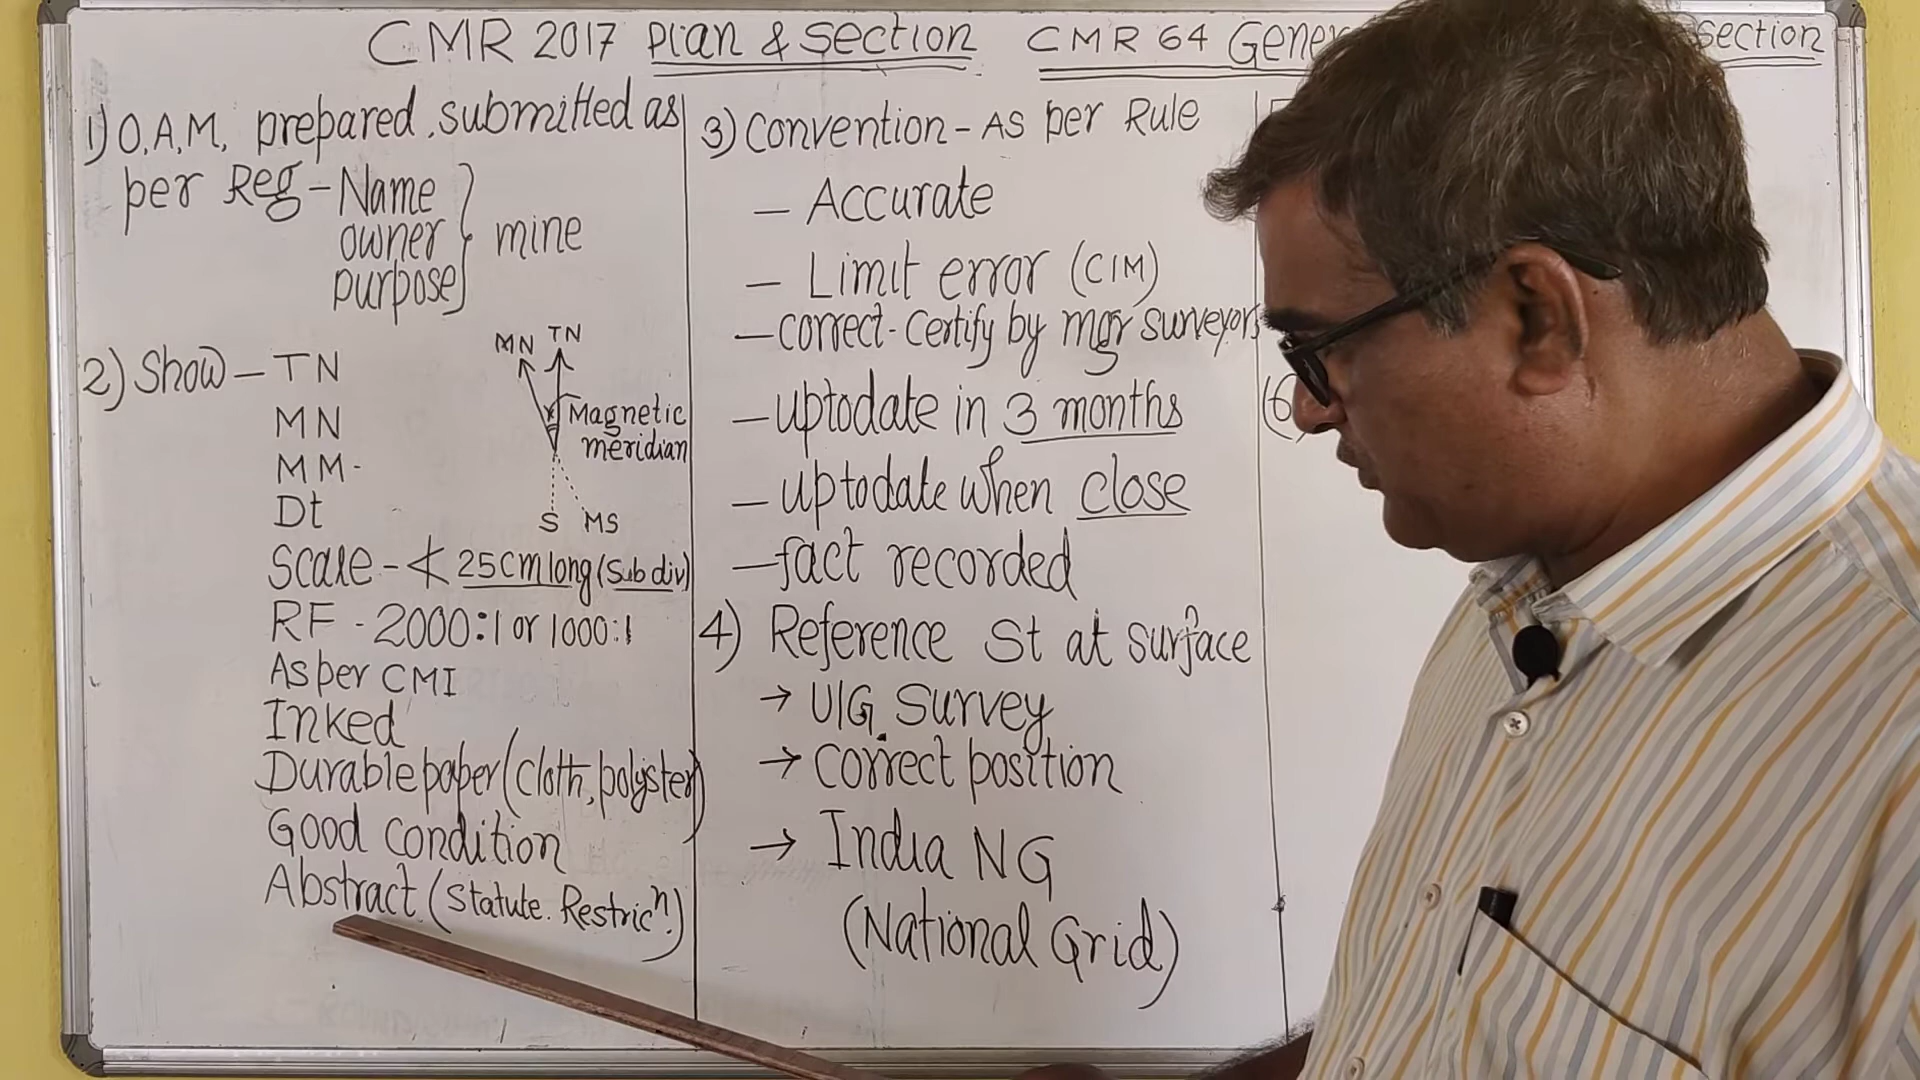 CMR 2017 Plan & Section CMR 64 Gener Section
1) O.A.M, prepared, submitted as
per Reg - Name
owner
purpose
mine
2) Show - TN
MN
MM-
Dt
Scale - ≮ 25cm long (Sub div)
RF - 2000:1 or 1000:1
As per CMI
Inked
Durable paper (cloth, polyster)
Good condition
Abstract (Statute. Restricⁿ.)
MN TN
Magnetic
meridian
S MS
3) Convention - As per Rule
- Accurate
- Limit error (CIM)
- correct - Certify by mgr surveyors
- uptodate in 3 months
- uptodate when close
- fact recorded
4) Reference St at surface
→ U/G. Survey
→ Correct position
→ India NG
(National Grid)
(6)